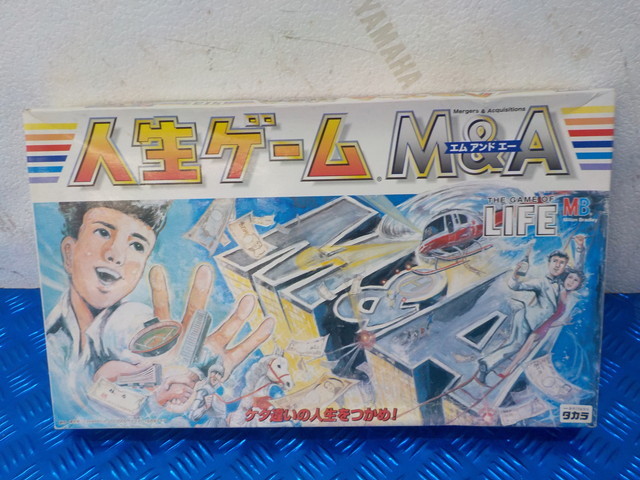 YAMAHA
人生ゲーム® M&A
Mergers & Acquisitions
エム アンド エー
THE GAME OF
LIFE
MB
Milton Bradley
M&A
ケタ違いの人生をつかめ!
タカラ